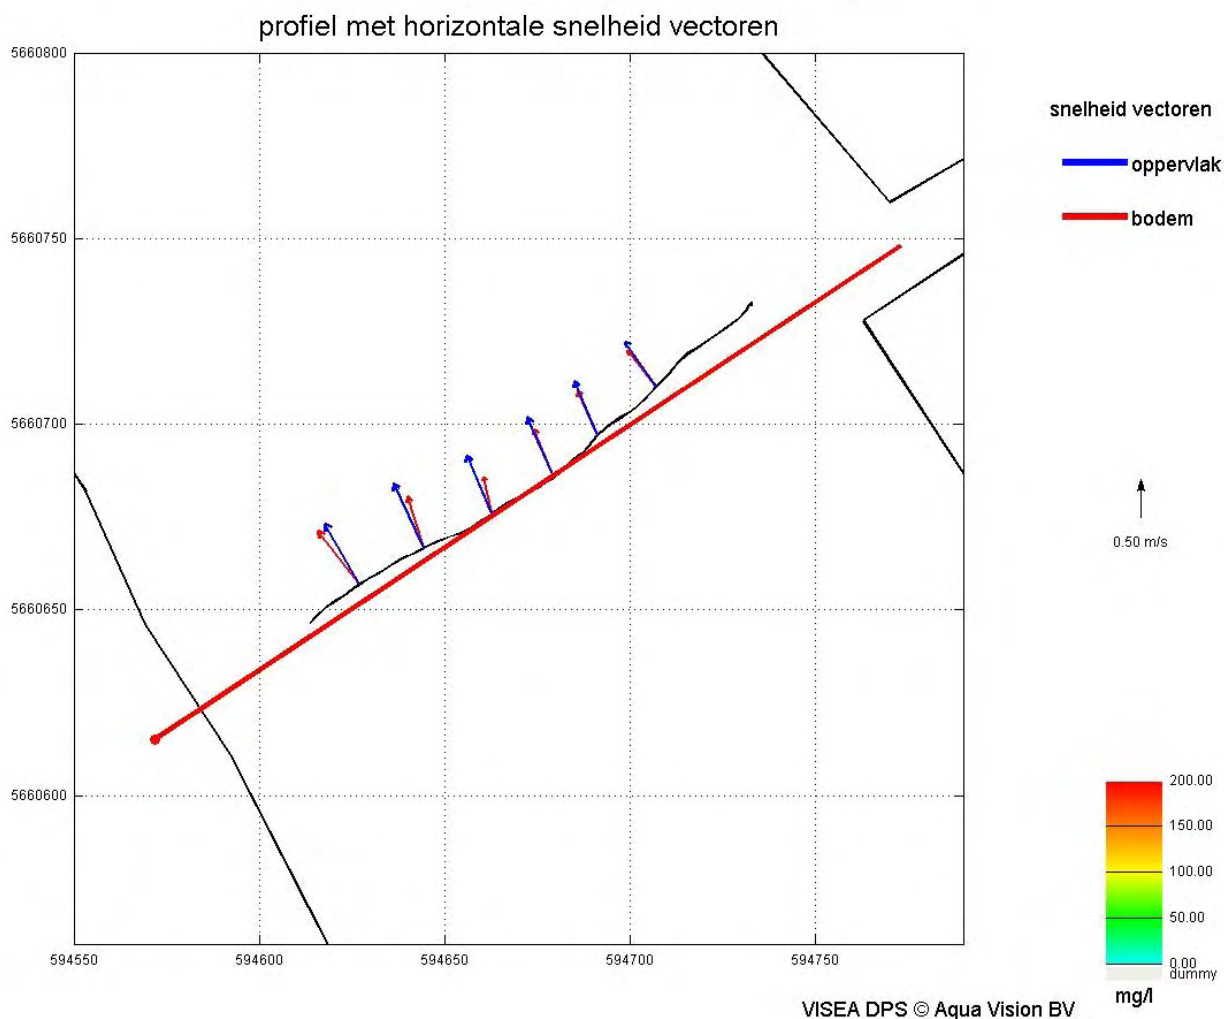 profiel met horizontale snelheid vectoren
5660800
5660750
5660700
5660650
5660600
594550
594600
594650
594700
594750
snelheid vectoren
oppervlak
bodem
0.50 m/s
200.00
150.00
100.00
50.00
0.00
dummy
mg/l
VISEA DPS © Aqua Vision BV